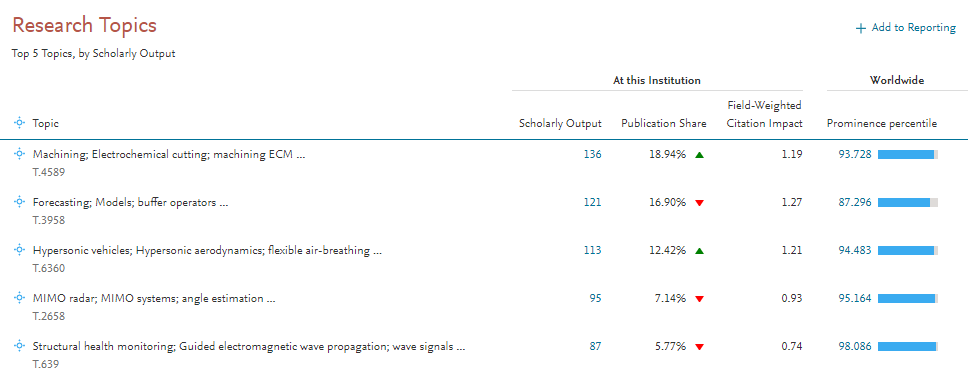 Research Topics
+ Add to Reporting
Top 5 Topics, by Scholarly Output
At this Institution Worldwide
Field-Weighted
Topic Scholarly Output Publication Share Citation Impact Prominence percentile
Machining; Electrochemical cutting; machining ECM ... 136 18.94% 1.19 93.728
T.4589
Forecasting; Models; buffer operators ... 121 16.90% 1.27 87.296
T.3958
Hypersonic vehicles; Hypersonic aerodynamics; flexible air-breathing ... 113 12.42% 1.21 94.483
T.6360
MIMO radar; MIMO systems; angle estimation ... 95 7.14% 0.93 95.164
T.2658
Structural health monitoring; Guided electromagnetic wave propagation; wave signals ... 87 5.77% 0.74 98.086
T.639